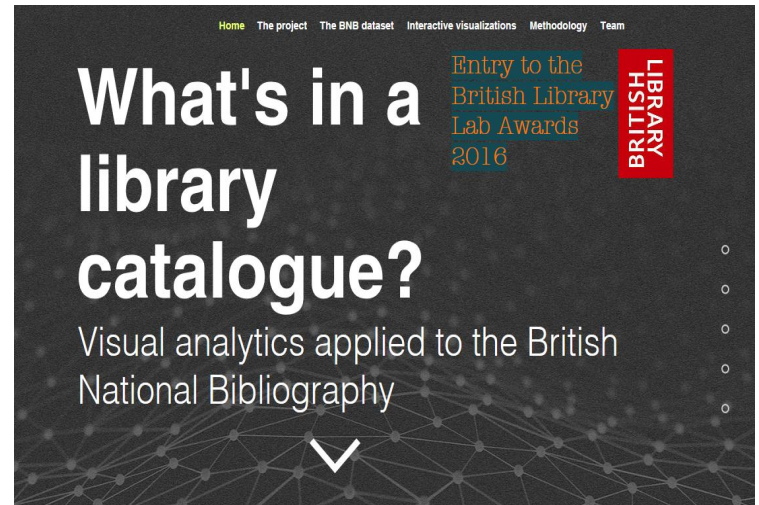 Home The project The BNB dataset Interactive visualizations Methodology Team
What's in a
library
catalogue?
Entry to the
British Library
Lab Awards
2016
LIBRARY
BRITISH
Visual analytics applied to the British
National Bibliography